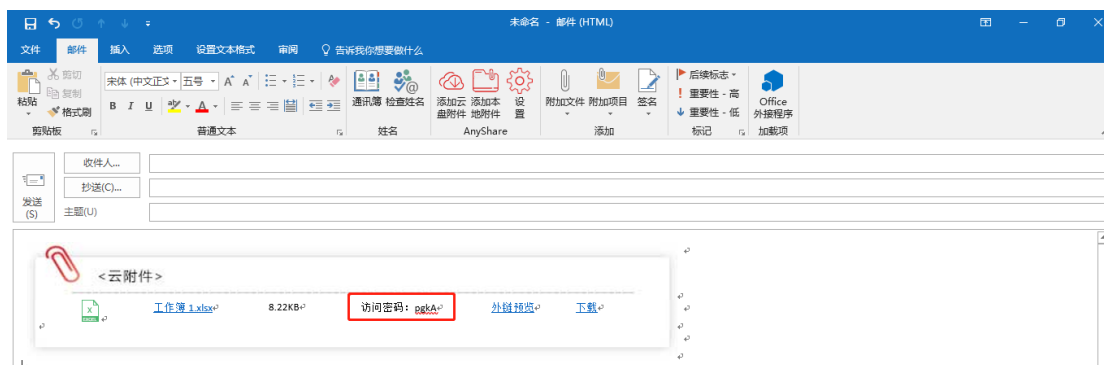 未命名 - 邮件 (HTML)
文件 邮件 插入 选项 设置文本格式 审阅 告诉我你想要做什么
粘贴 剪切 复制 格式刷 剪贴板
宋体 (中文正文 五号 A A
B I U aby A 普通文本
通讯簿 检查姓名 姓名
添加云盘附件 添加本地附件 设置 AnyShare
附加文件 附加项目 签名 添加
后续标志
重要性 - 高
重要性 - 低
标记
Office 外接程序 加载项
发送(S)
收件人...
抄送(C)...
主题(U)
<云附件>
工作簿 1.xlsx 8.22KB 访问密码: pgkA 外链预览 下载